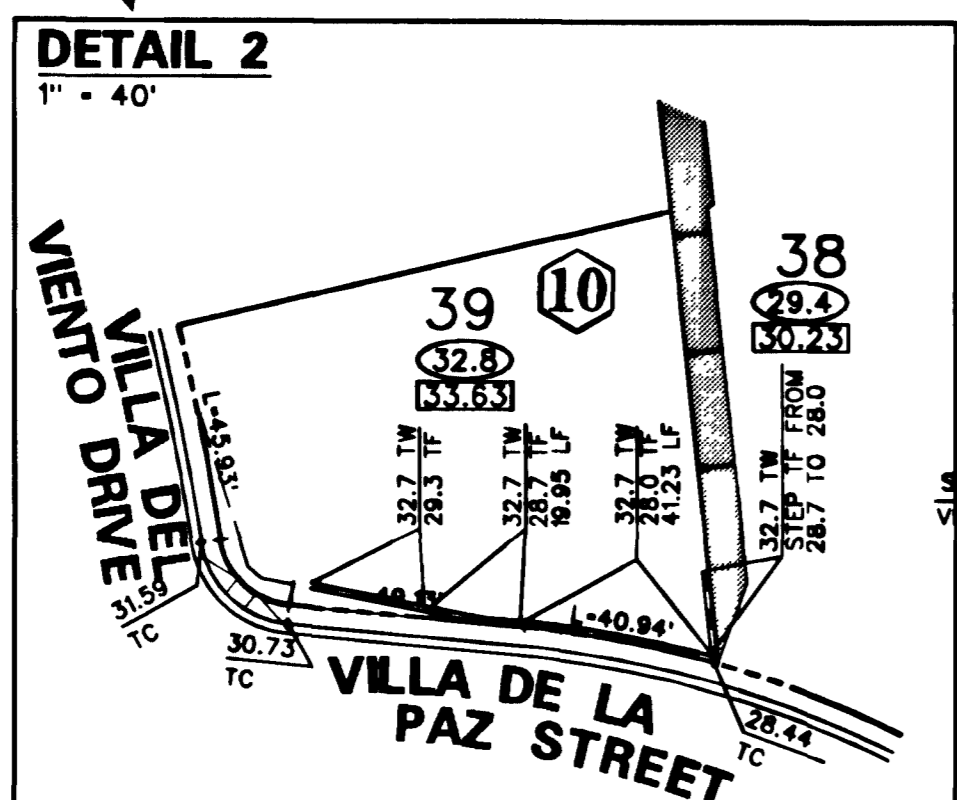 DETAIL 2
1" - 40'
38
29.4
30.23
10
39
32.8
33.63
VILLA DEL
VIENTO DRIVE
L=45.93'
32.7 TW
29.3 TF
32.7 TW
28.7 TF
19.95 LF
32.7 TW
28.0 TF
41.23 LF
32.7 TW
STEP TF FROM
28.7 TO 28.0
L=40.94'
31.59
TC
30.73
TC
VILLA DE LA
PAZ STREET
28.44
TC